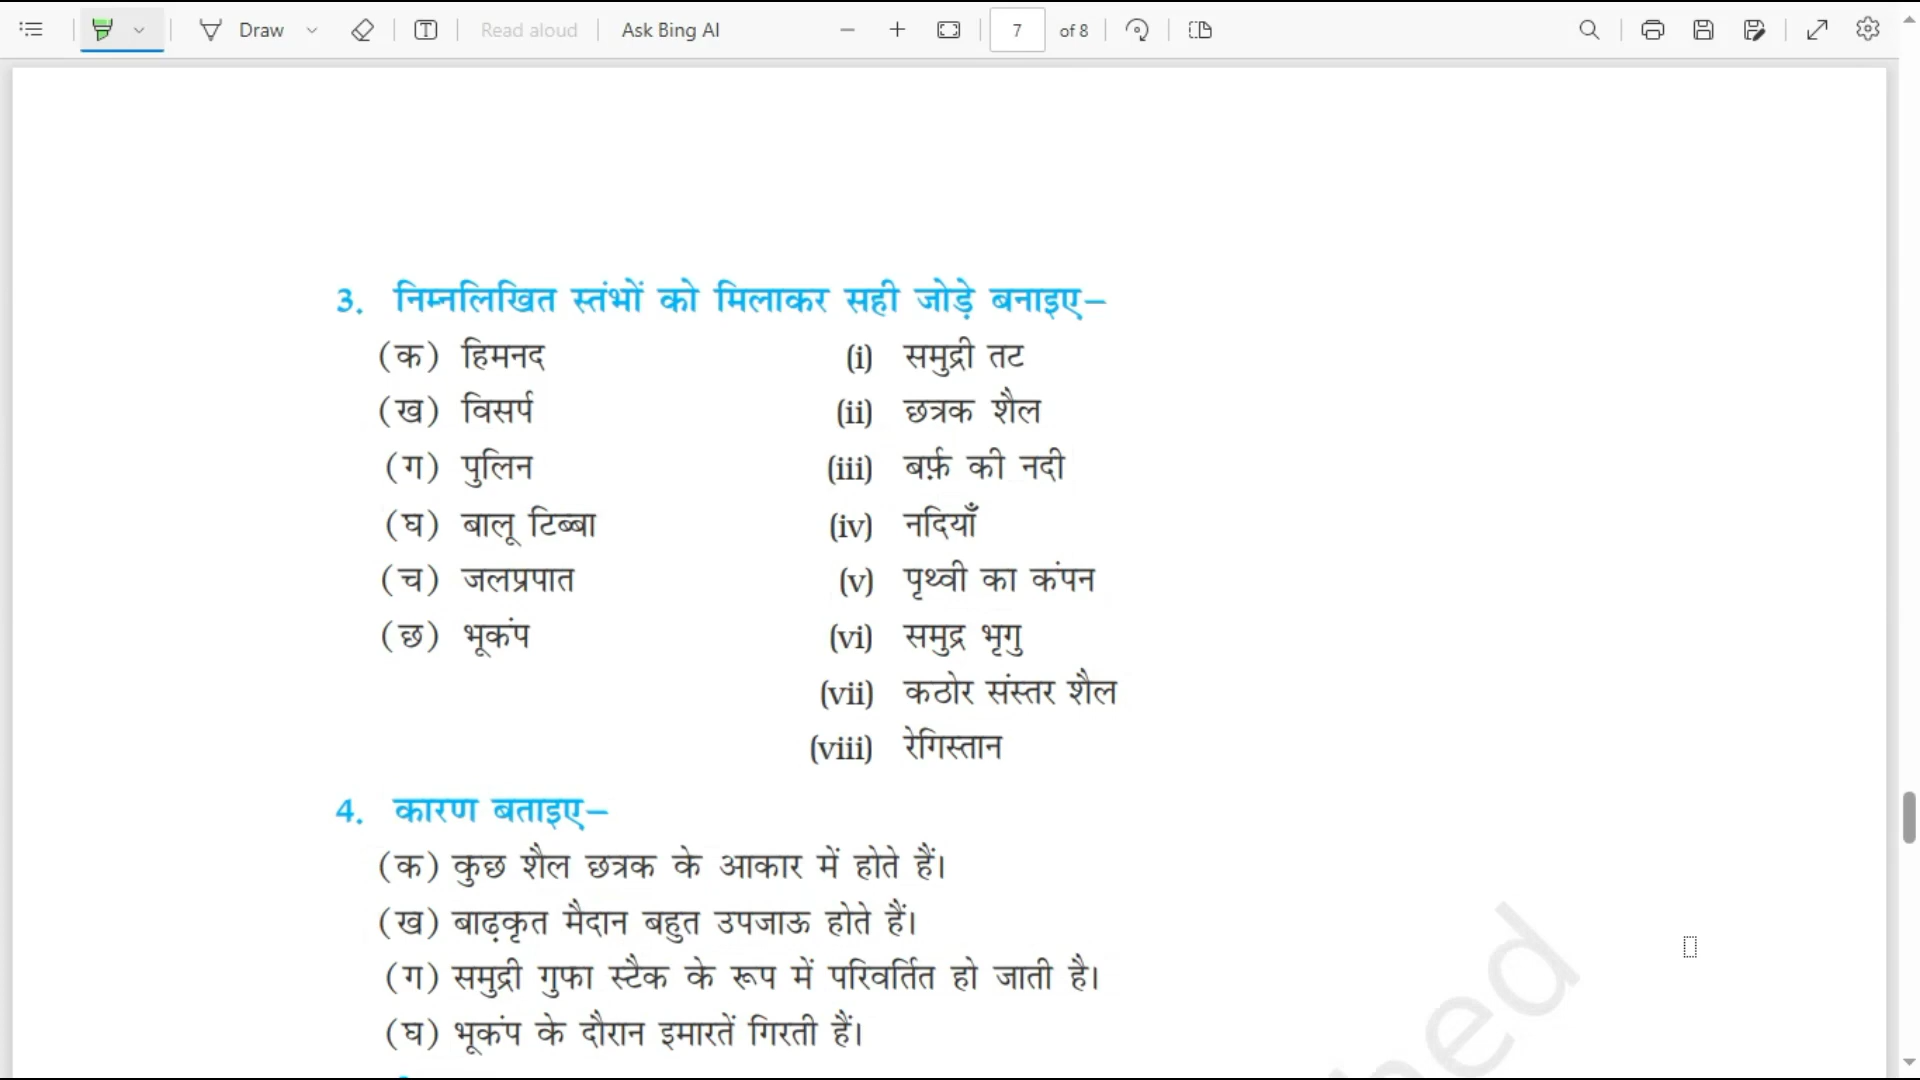 Draw
Read aloud
Ask Bing AI
7 of 8
3. निम्नलिखित स्तंभों को मिलाकर सही जोड़े बनाइए–
(क) हिमनद (i) समुद्री तट
(ख) विसर्प (ii) छत्रक शैल
(ग) पुलिन (iii) बर्फ़ की नदी
(घ) बालू टिब्बा (iv) नदियाँ
(च) जलप्रपात (v) पृथ्वी का कंपन
(छ) भूकंप (vi) समुद्र भृगु
(vii) कठोर संस्तर शैल
(viii) रेगिस्तान
4. कारण बताइए–
(क) कुछ शैल छत्रक के आकार में होते हैं।
(ख) बाढ़कृत मैदान बहुत उपजाऊ होते हैं।
(ग) समुद्री गुफा स्टैक के रूप में परिवर्तित हो जाती है।
(घ) भूकंप के दौरान इमारतें गिरती हैं।